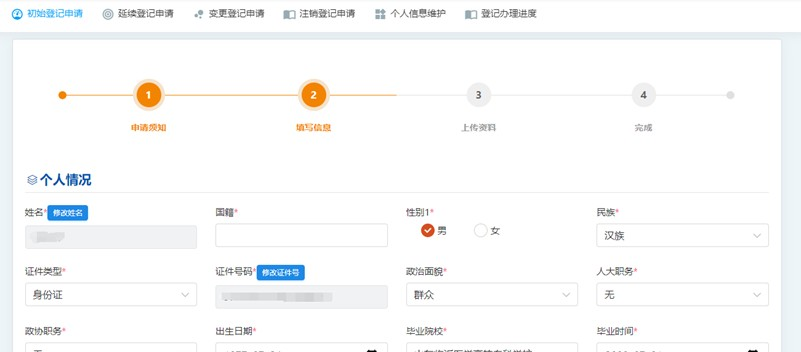 初始登记申请 延续登记申请 变更登记申请 注销登记申请 个人信息维护 登记办理进度
1 2 3 4
申请须知 填写信息 上传资料 完成
个人情况
姓名* 修改姓名 国籍* 性别1* 民族*
男 女 汉族
证件类型* 证件号码* 修改证件号 政治面貌* 人大职务*
身份证 群众 无
政协职务* 出生日期* 毕业院校* 毕业时间*